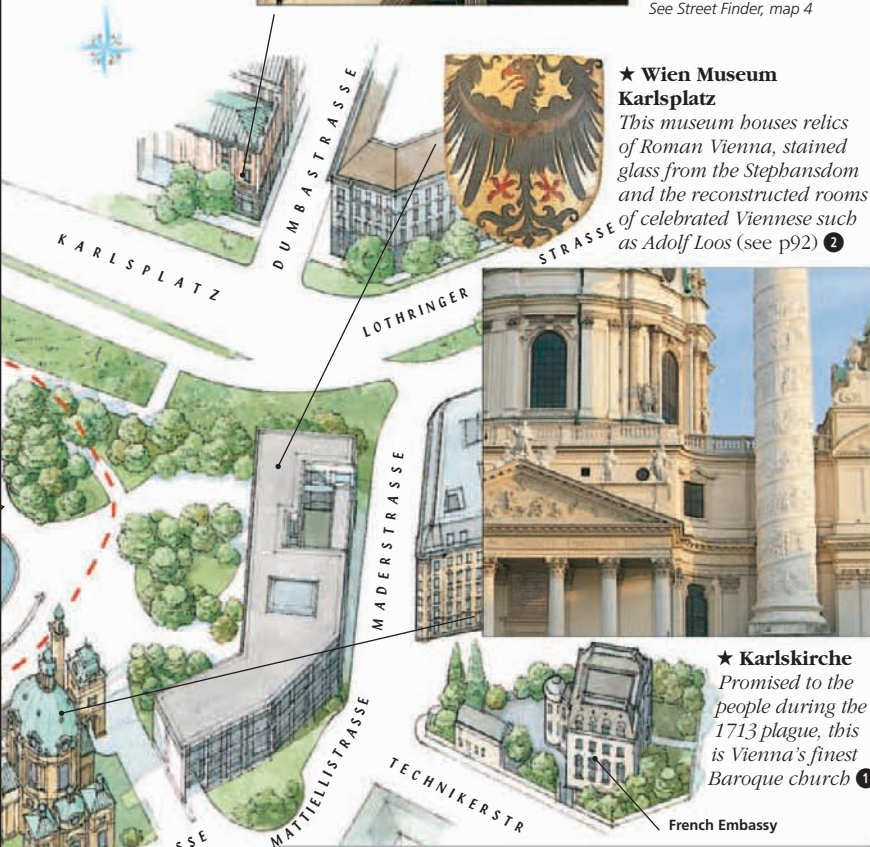 See Street Finder, map 4
★ Wien Museum
Karlsplatz
This museum houses relics
of Roman Vienna, stained
glass from the Stephansdom
and the reconstructed rooms
of celebrated Viennese such
as Adolf Loos (see p92) 2
DUMBASTRASSE
KARLSPLATZ
LOTHRINGER STRASSE
MADERSTRASSE
★ Karlskirche
Promised to the
people during the
1713 plague, this
is Vienna's finest
Baroque church 1
MATTIELLISTRASSE
TECHNIKERSTR
French Embassy
SSE